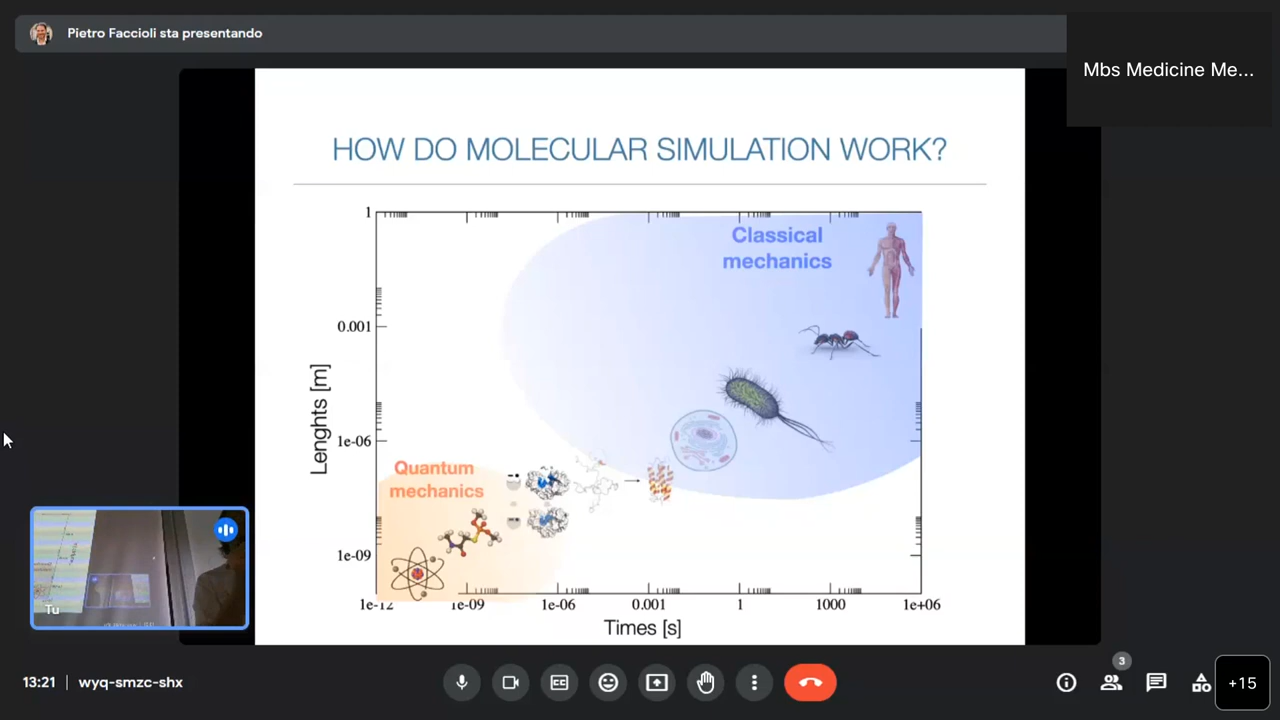 Pietro Faccioli sta presentando
Mbs Medicine Me...
HOW DO MOLECULAR SIMULATION WORK?
1
0.001
1e-06
1e-09
Lenghts [m]
Classical
mechanics
Quantum
mechanics
1e-12
1e-09
1e-06
0.001
1
1000
1e+06
Times [s]
Tu
13:21
wyq-smzc-shx
3
+15